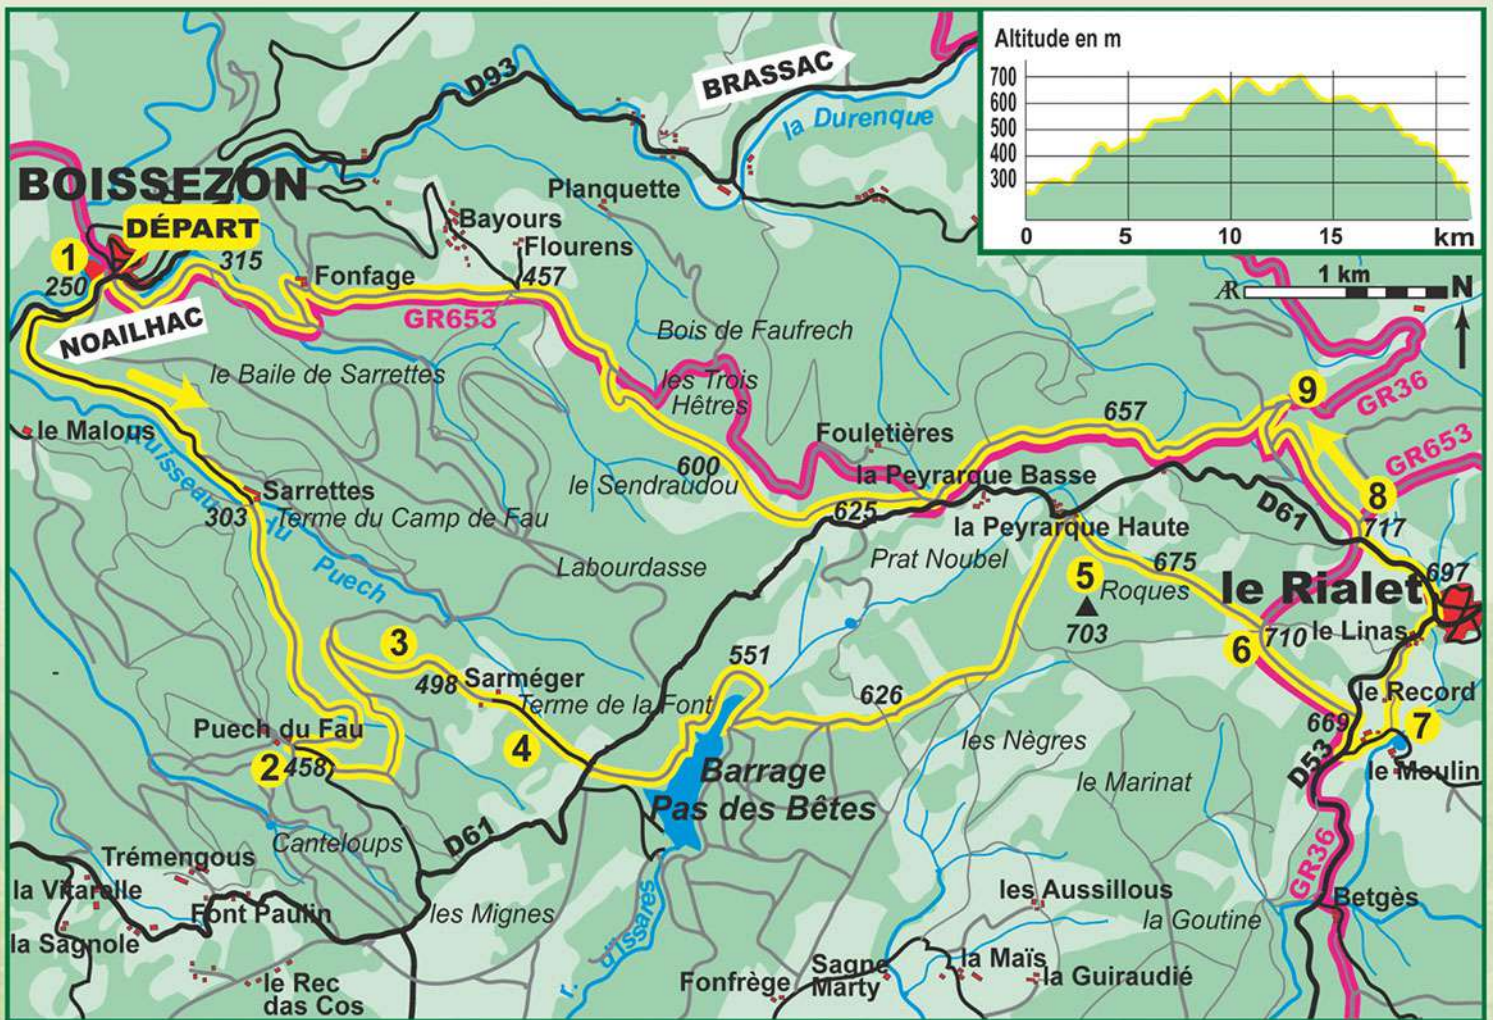 Altitude en m
700
600
500
400
300
0
5
10
15
km
1 km
N
BRASSAC
D93
la Durenque
BOISSEZON
DÉPART
1
250
315
Planquette
Bayours
Flourens
457
Fonfage
GR653
NOAILHAC
Bois de Faufrech
le Baile de Sarrettes
les Trois
Hêtres
9
GR36
657
le Malous
Ruisseau du Puech
Fouletières
GR653
600
le Sendraudou
la Peyrarque Basse
Sarrettes
303
Terme du Camp de Fau
625
la Peyrarque Haute
D61
8
717
Labourdasse
Prat Noubel
675
5
Roques
703
697
le Rialet
710
le Linas
6
3
498
Sarméger
551
Terme de la Font
626
le Record
669
7
Puech du Fau
2
458
4
les Nègres
D53
le Moulin
Barrage
Pas des Bêtes
le Marinat
Canteloups
D61
Trémengous
GR36
la Vitarelle
les Aussillous
Betgès
Font Paulin
les Mignes
la Goutine
la Sagnole
r. d'Issarès
la Maïs
Sagne
Marty
le Rec
das Cos
Fonfrège
la Guiraudié